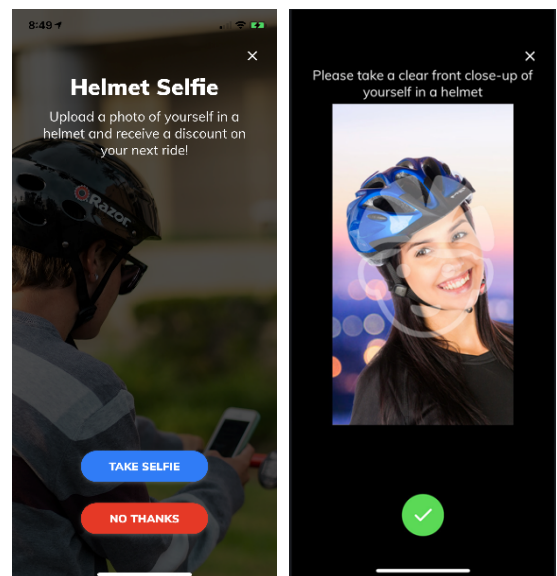 8:49
Helmet Selfie
Upload a photo of yourself in a
helmet and receive a discount on
your next ride!
Razor.
TAKE SELFIE
NO THANKS
Please take a clear front close-up of
yourself in a helmet